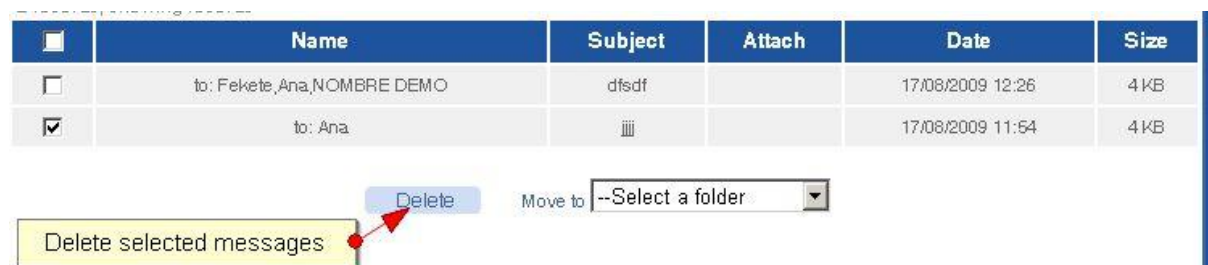 Name Subject Attach Date Size
to: Fekete,Ana,NOMBRE DEMO dfsdf 17/08/2009 12:26 4 KB
to: Ana jjjj 17/08/2009 11:54 4 KB
Delete Move to --Select a folder
Delete selected messages